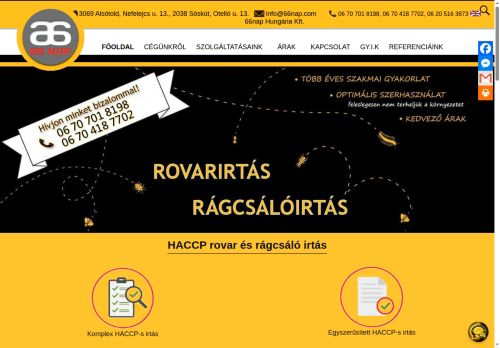 3069 Alsótold, Nefelejcs u. 13., 2038 Sóskút, Otelló u. 13.
info@66nap.com
06 70 701 8198, 06 70 418 7702, 06 20 516 3873
66nap Hungária Kft.
66 NAP
FŐOLDAL
CÉGÜNKRŐL
SZOLGÁLTATÁSAINK
ÁRAK
KAPCSOLAT
GY.I.K
REFERENCIÁINK
• TÖBB ÉVES SZAKMAI GYAKORLAT
• OPTIMÁLIS SZERHASZNÁLAT
feleslegesen nem terheljük a környezetet
• KEDVEZŐ ÁRAK
Hívjon minket bizalommal!
06 70 701 8198
06 70 418 7702
ROVARIRTÁS
RÁGCSÁLÓIRTÁS
HACCP rovar és rágcsáló irtás
Komplex HACCP-s irtás
Egyszerűsített HACCP-s irtás